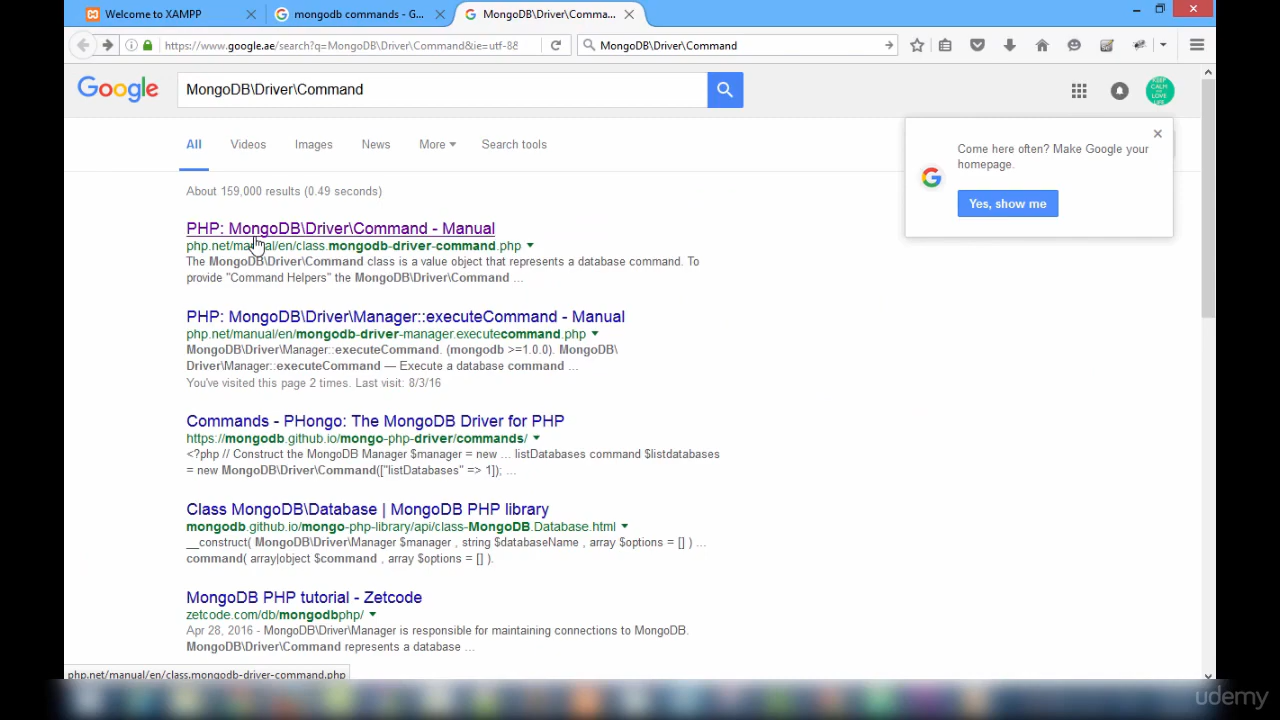 Welcome to XAMPP
mongodb commands - G...
MongoDB\Driver\Comma...
https://www.google.ae/search?q=MongoDB\Driver\Command&ie=utf-8&
MongoDB\Driver\Command
Google
MongoDB\Driver\Command
KEEP CALM AND LOVE LIFE
All
Videos
Images
News
More
Search tools
Come here often? Make Google your
homepage.
Yes, show me
About 159,000 results (0.49 seconds)
PHP: MongoDB\Driver\Command - Manual
php.net/manual/en/class.mongodb-driver-command.php
The MongoDB\Driver\Command class is a value object that represents a database command. To
provide "Command Helpers" the MongoDB\Driver\Command ...
PHP: MongoDB\Driver\Manager::executeCommand - Manual
php.net/manual/en/mongodb-driver-manager.executecommand.php
MongoDB\Driver\Manager::executeCommand. (mongodb >=1.0.0). MongoDB\
Driver\Manager::executeCommand — Execute a database command ...
You've visited this page 2 times. Last visit: 8/3/16
Commands - PHongo: The MongoDB Driver for PHP
https://mongodb.github.io/mongo-php-driver/commands/
<?php // Construct the MongoDB Manager $manager = new ... listDatabases command $listdatabases
= new MongoDB\Driver\Command(["listDatabases" => 1]); ...
Class MongoDB\Database | MongoDB PHP library
mongodb.github.io/mongo-php-library/api/class-MongoDB.Database.html
__construct( MongoDB\Driver\Manager $manager , string $databaseName , array $options = [] ) ...
command( array|object $command , array $options = [] ).
MongoDB PHP tutorial - Zetcode
zetcode.com/db/mongodbphp/
Apr 28, 2016 - MongoDB\Driver\Manager is responsible for maintaining connections to MongoDB.
MongoDB\Driver\Command represents a database ...
php.net/manual/en/class.mongodb-driver-command.php
udemy